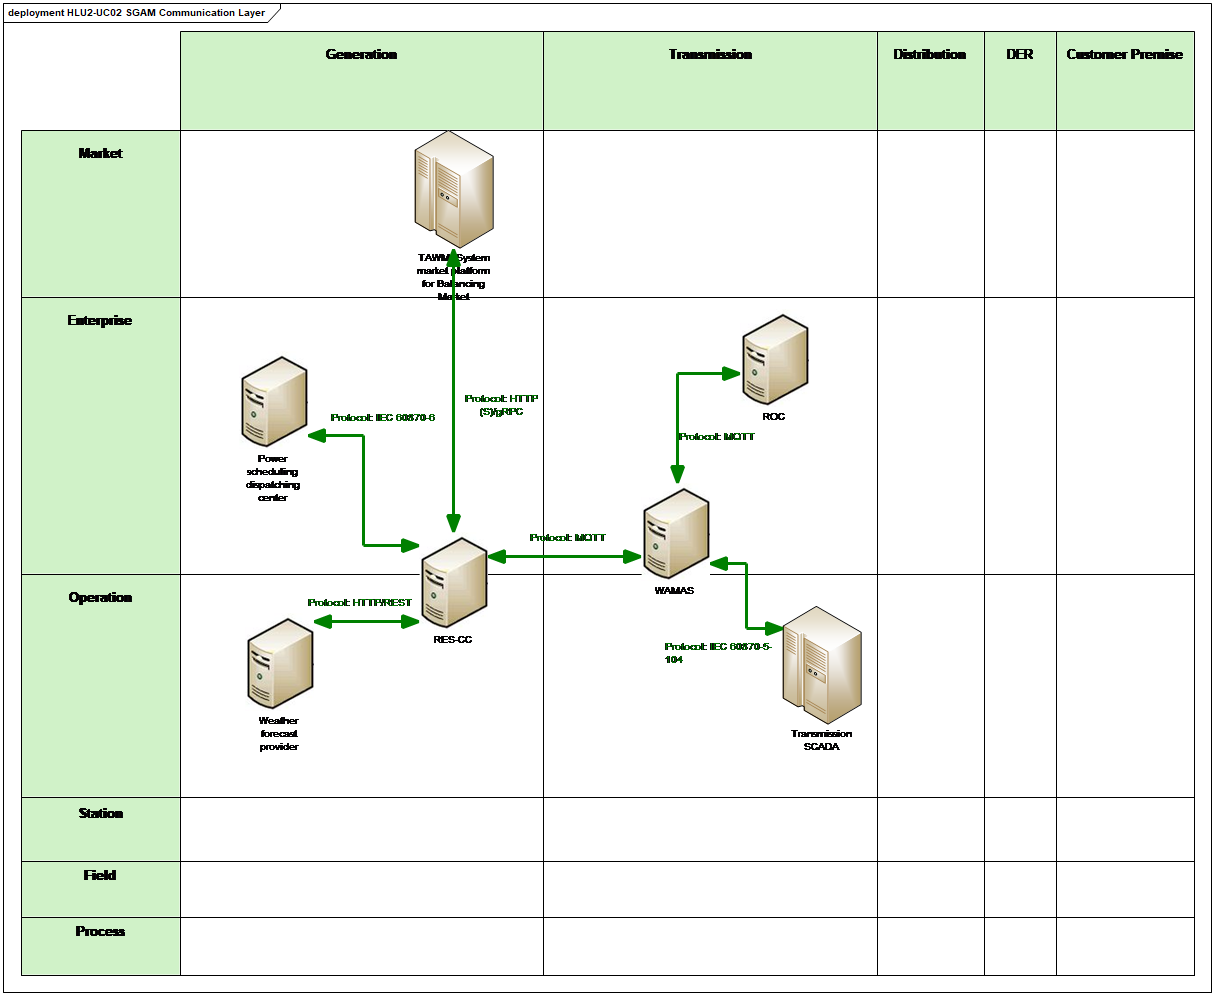 deployment HLU2-UC02 SGAM Communication Layer
Generation
Transmission
Distribution
DER
Customer Premise
Market
System
market platform
for Balancing
Market
Enterprise
ROC
Protocol: HTTP
(S)/gRPC
Protocol: IEC 60870-6
Protocol: MQTT
Power
scheduling
dispatching
center
Protocol: MQTT
WAMAS
Operation
Protocol: HTTP/REST
RES-CC
Protocol: IEC 60870-5-
104
Weather
forecast
provider
Transmission
SCADA
Station
Field
Process